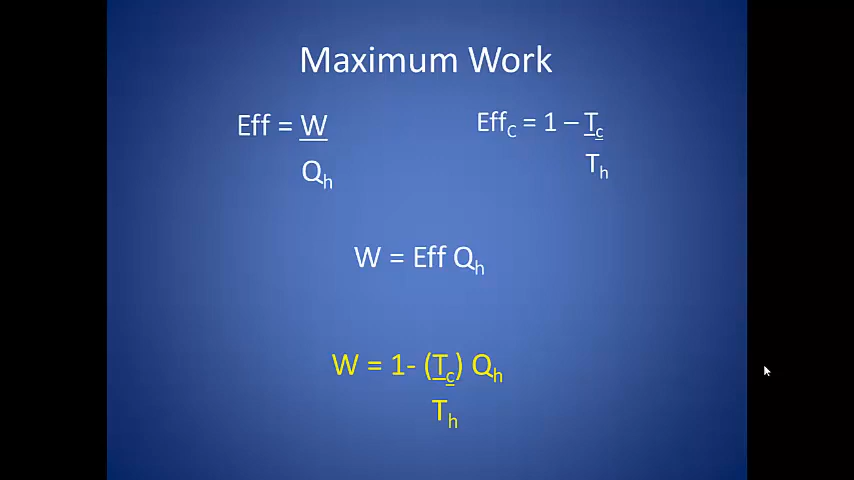 Maximum Work
Eff = W
Qh
EffC = 1 – Tc
Th
W = Eff Qh
W = 1- (Tc) Qh
Th